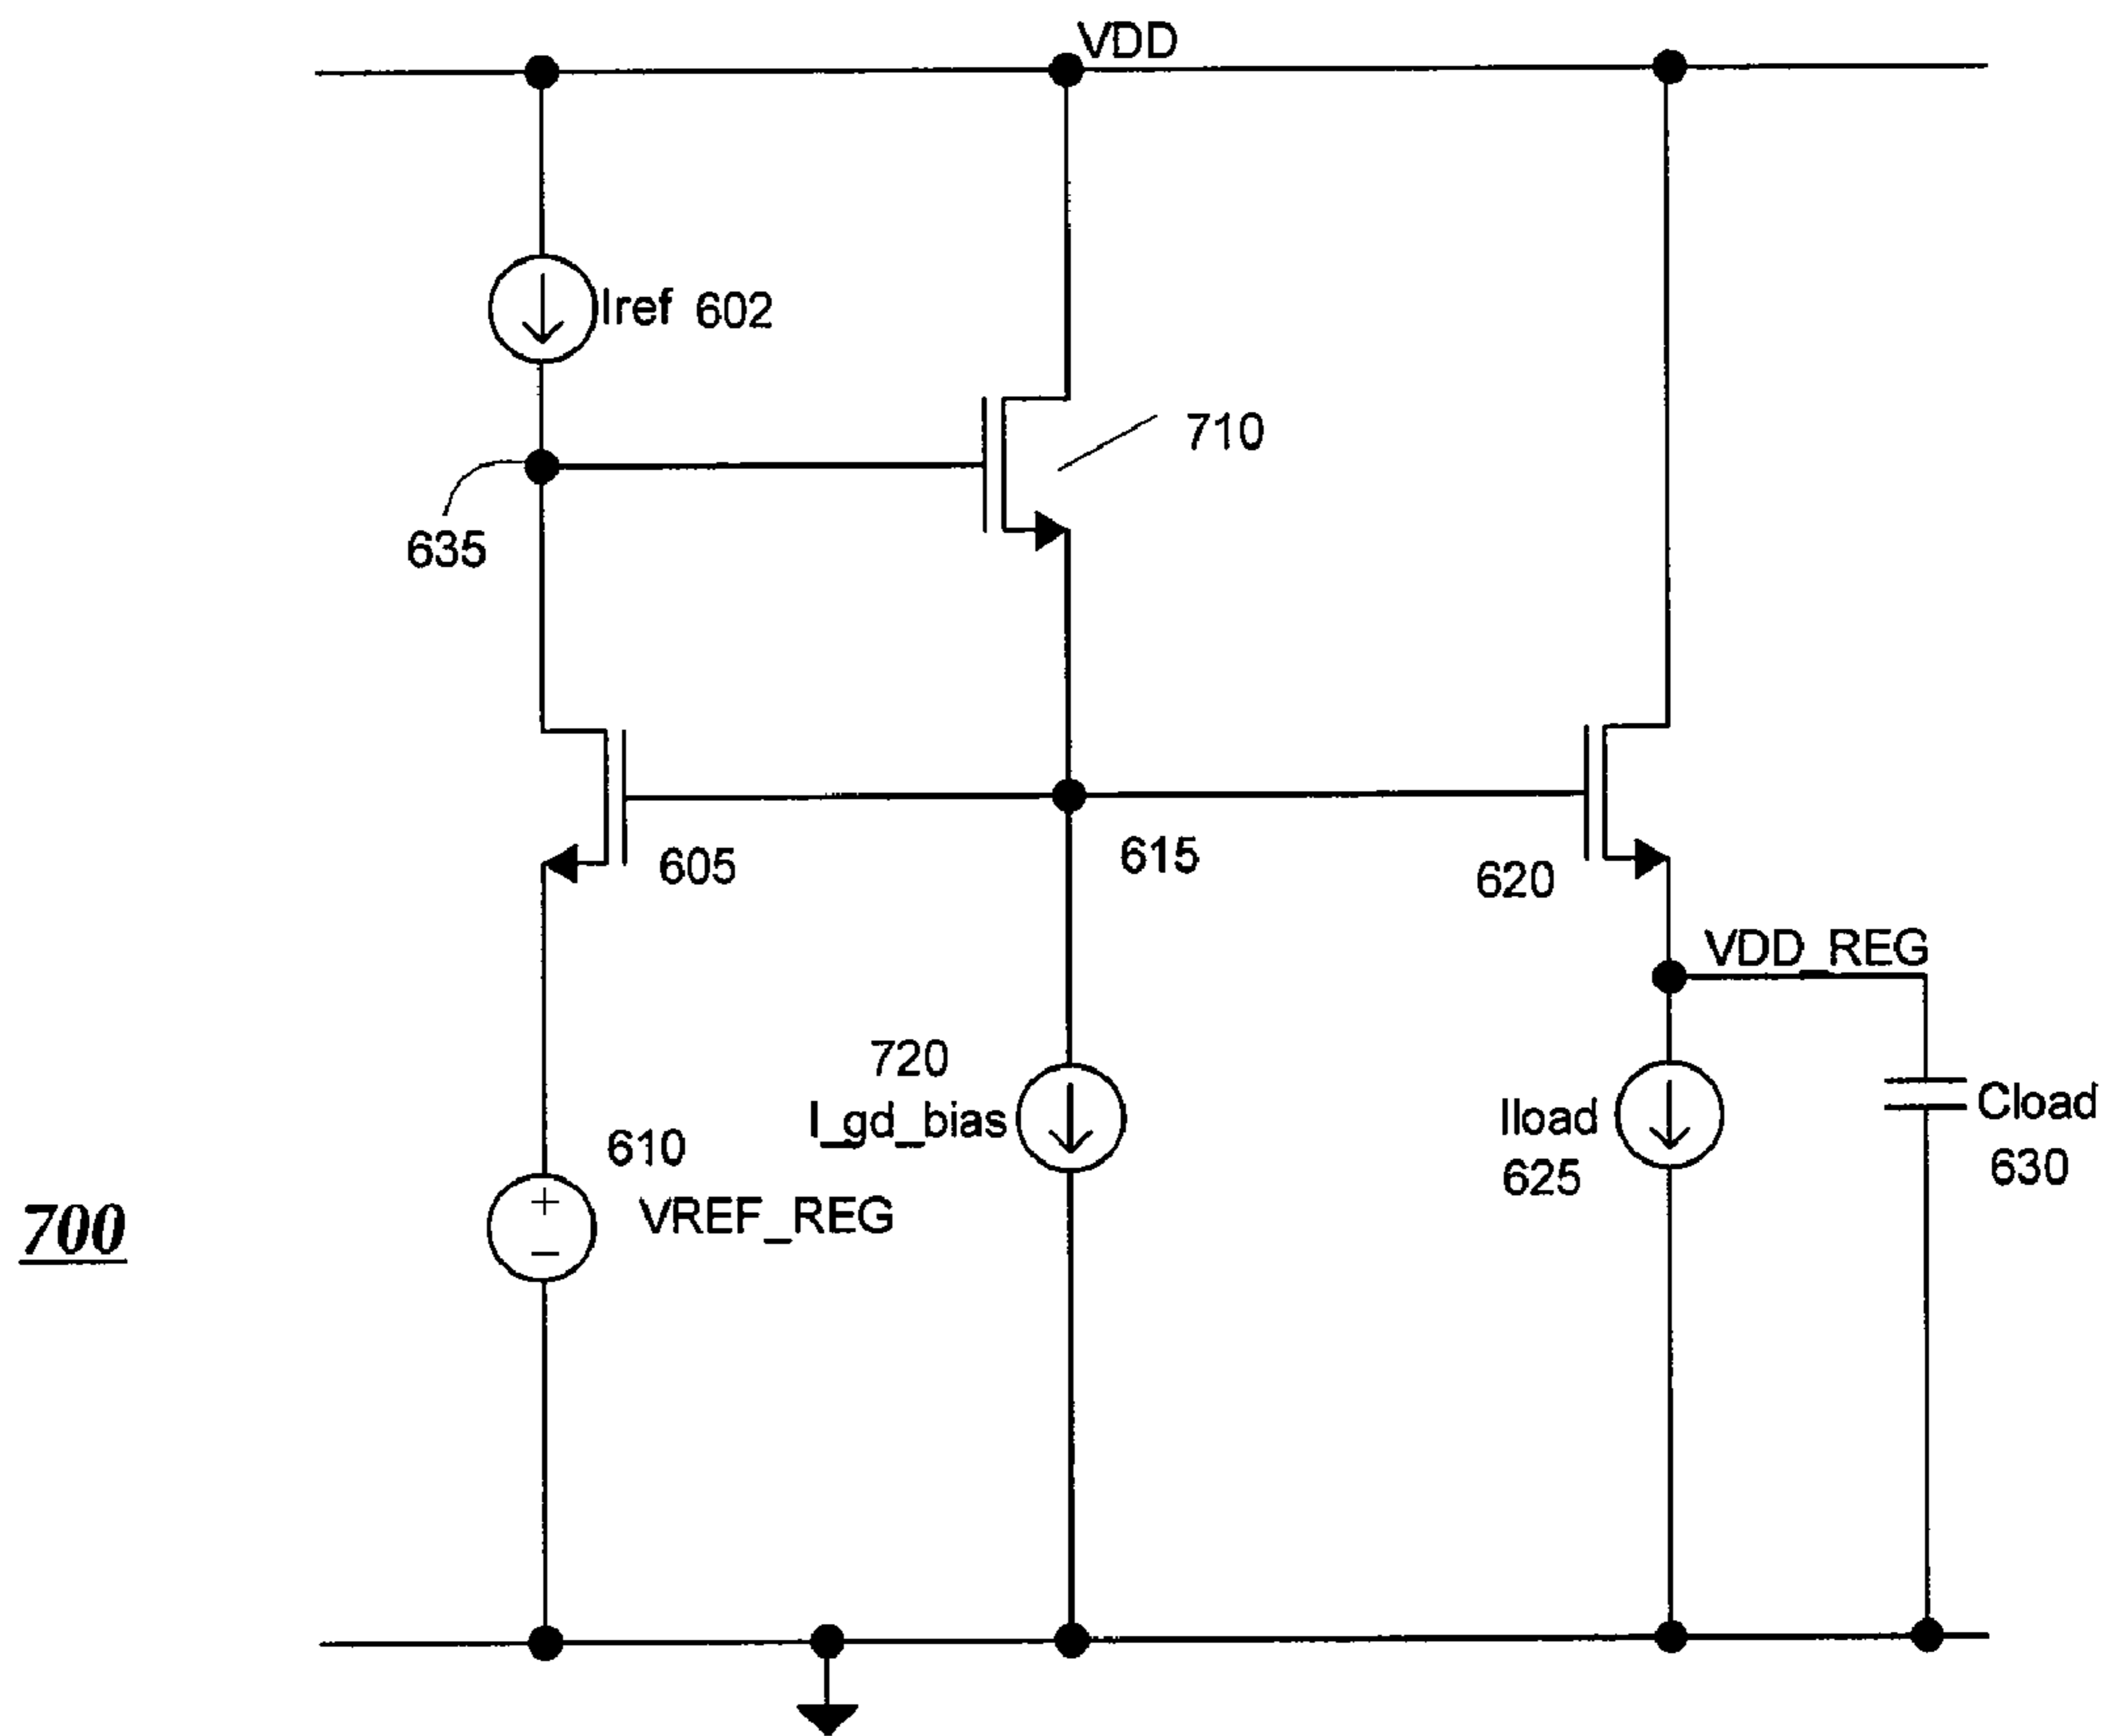 VDD
Iref 602
710
635
605
615
620
VDD_REG
720
I_gd_bias
Iload
625
Cload
630
610
VREF_REG
+
−
700